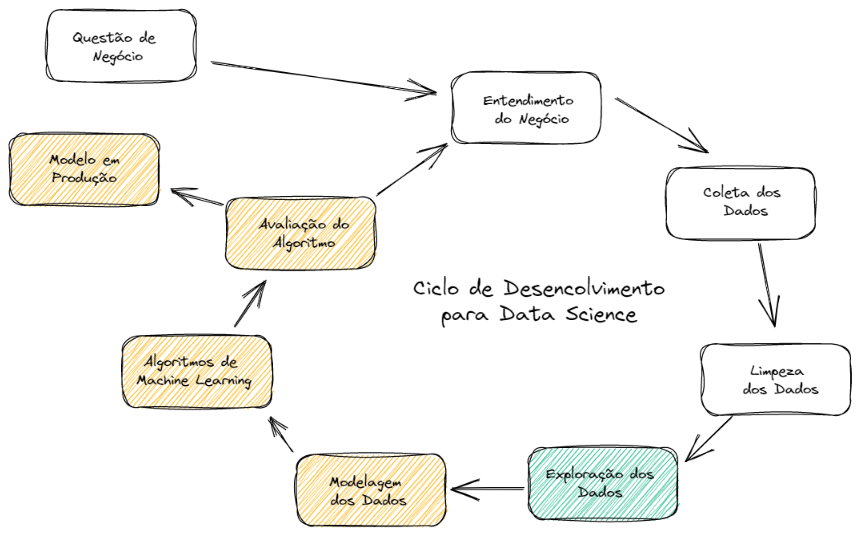 Questão de
Negócio
Entendimento
do Negócio
Modelo em
Produção
Coleta dos
Dados
Avaliação do
Algoritmo
Ciclo de Desencolvimento
para Data Science
Algoritmos de
Machine Learning
Limpeza
dos Dados
Modelagem
dos Dados
Exploração dos
Dados